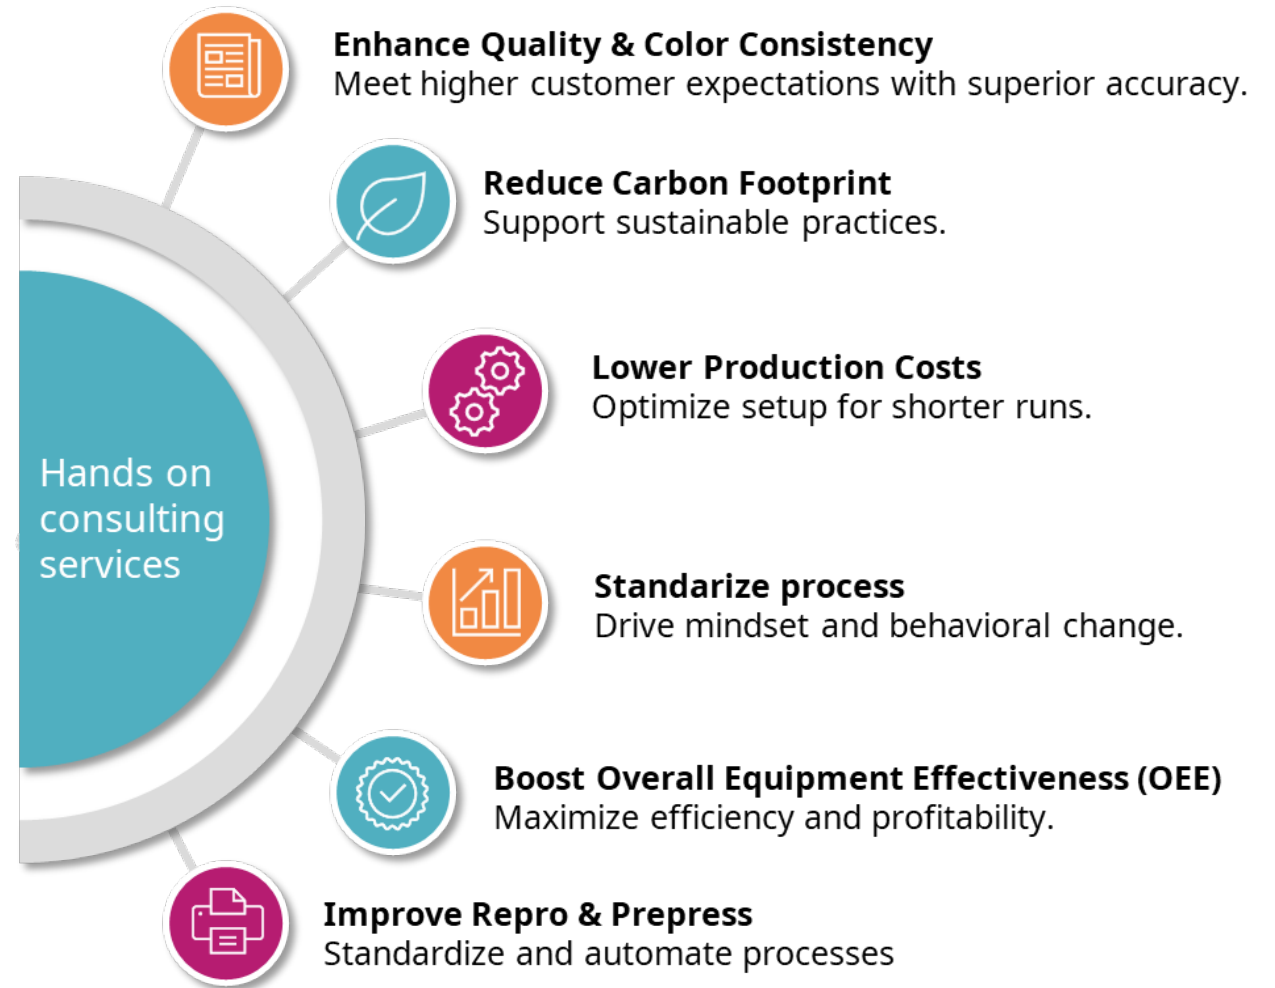 Enhance Quality & Color Consistency
Meet higher customer expectations with superior accuracy.
Reduce Carbon Footprint
Support sustainable practices.
Lower Production Costs
Optimize setup for shorter runs.
Hands on
consulting
services
Standarize process
Drive mindset and behavioral change.
Boost Overall Equipment Effectiveness (OEE)
Maximize efficiency and profitability.
Improve Repro & Prepress
Standardize and automate processes